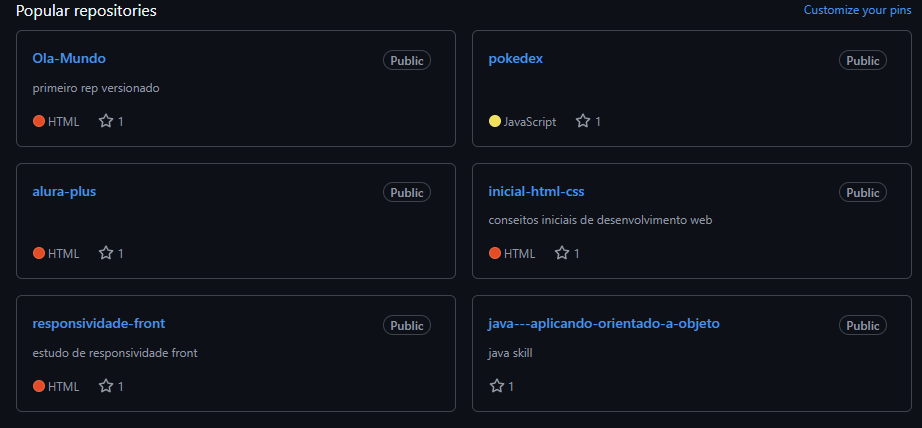 Popular repositories
Customize your pins
Ola-Mundo
Public
primeiro rep versionado
HTML 1
pokedex
Public
JavaScript 1
alura-plus
Public
HTML 1
inicial-html-css
Public
conseitos iniciais de desenvolvimento web
HTML 1
responsividade-front
Public
estudo de responsividade front
HTML 1
java---aplicando-orientado-a-objeto
Public
java skill
1